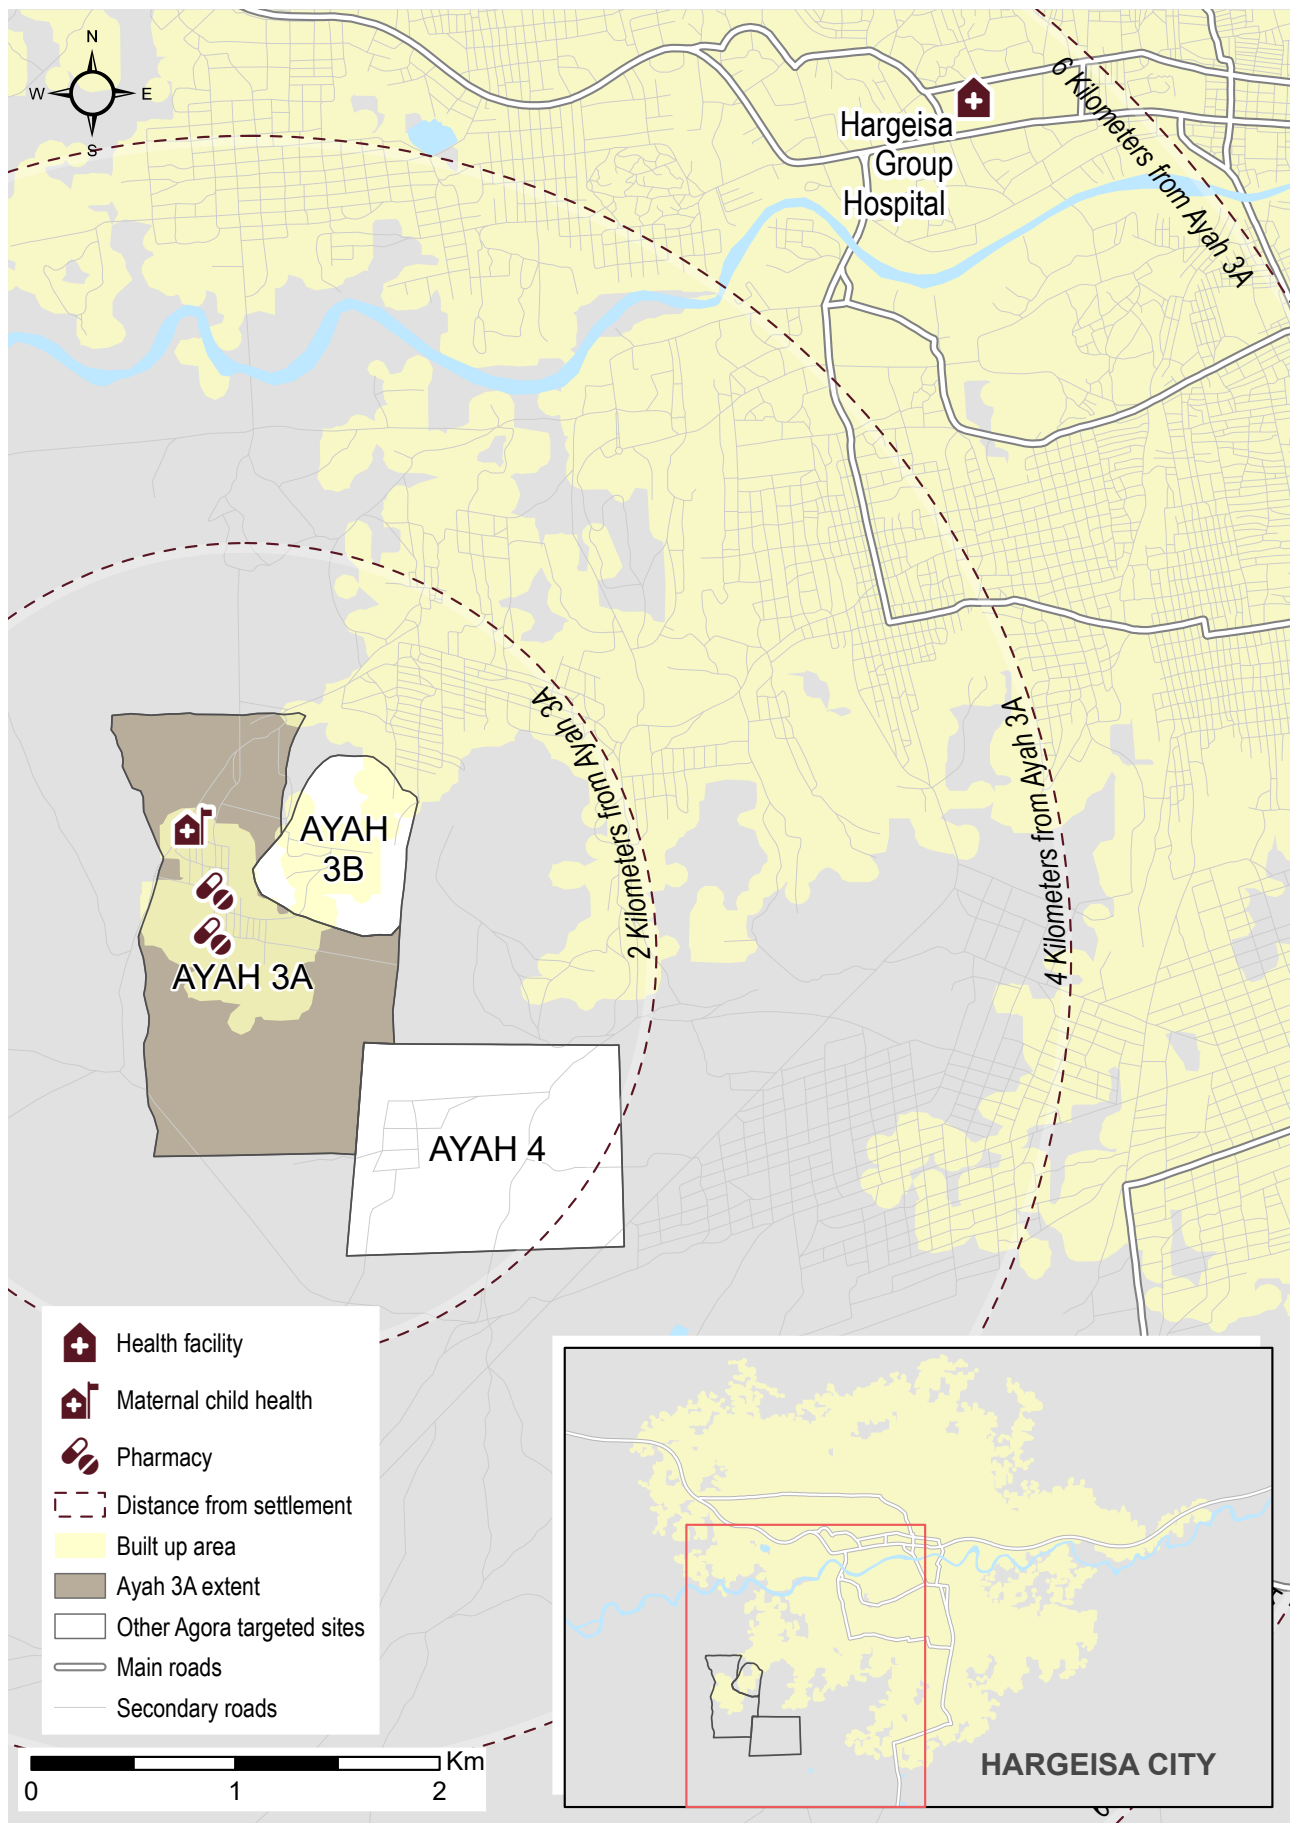 N
W
E
S
Hargeisa
Group
Hospital
6 Kilometers from Ayah 3A
2 Kilometers from Ayah 3A
4 Kilometers from Ayah 3A
AYAH
3B
AYAH 3A
AYAH 4
Health facility
Maternal child health
Pharmacy
Distance from settlement
Built up area
Ayah 3A extent
Other Agora targeted sites
Main roads
Secondary roads
Km
0
1
2
HARGEISA CITY